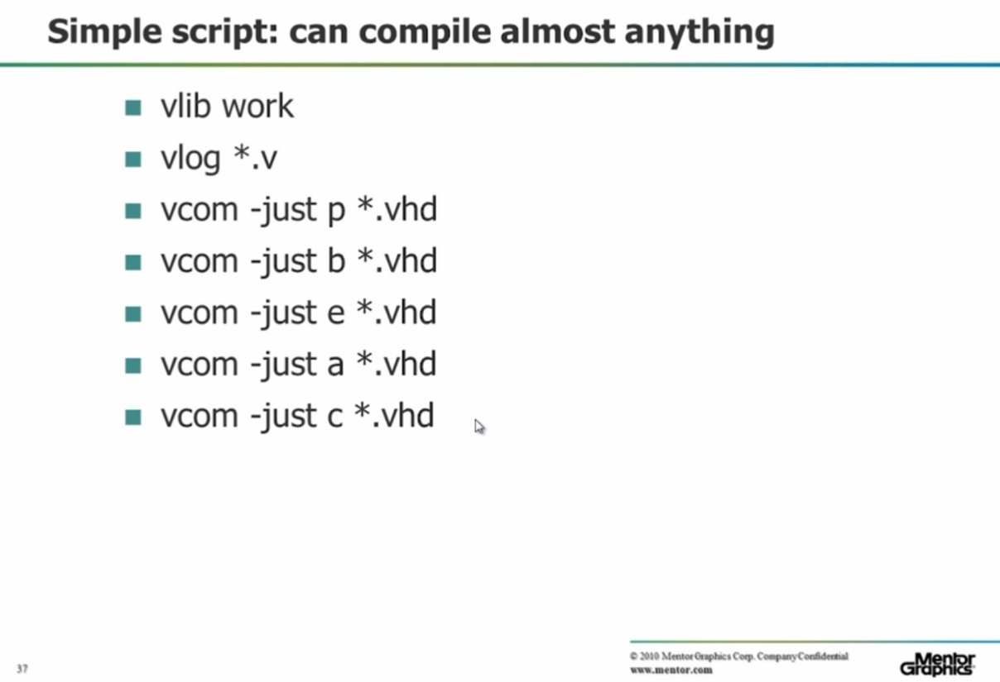 Simple script: can compile almost anything
vlib work
vlog *.v
vcom -just p *.vhd
vcom -just b *.vhd
vcom -just e *.vhd
vcom -just a *.vhd
vcom -just c *.vhd
37
© 2010 Mentor Graphics Corp. Company Confidential
www.mentor.com
Mentor
Graphics